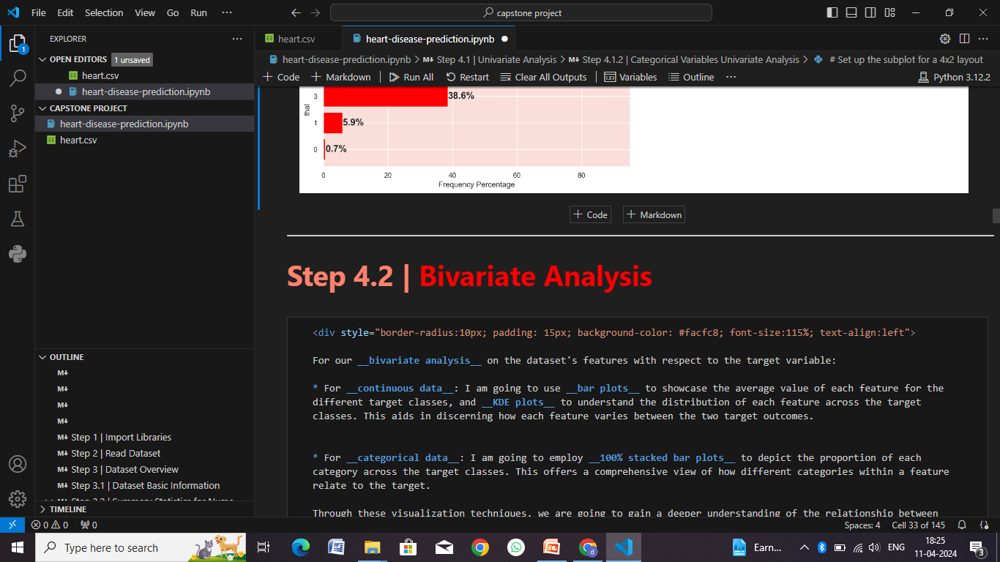 File Edit Selection View Go Run ···
capstone project
EXPLORER ···
OPEN EDITORS 1 unsaved
heart.csv
heart-disease-prediction.ipynb
CAPSTONE PROJECT
heart-disease-prediction.ipynb
heart.csv
OUTLINE
M↓
M↓
M↓
M↓
M↓ Step 1 | Import Libraries
M↓ Step 2 | Read Dataset
M↓ Step 3 | Dataset Overview
M↓ Step 3.1 | Dataset Basic Information
TIMELINE
heart.csv
heart-disease-prediction.ipynb
heart-disease-prediction.ipynb > M↓ Step 4.1 | Univariate Analysis > M↓ Step 4.1.2 | Categorical Variables Univariate Analysis > # Set up the subplot for a 4x2 layout
+ Code + Markdown | Run All Restart Clear All Outputs | Variables Outline ··· Python 3.12.2
thal
3 38.6%
1 5.9%
0 0.7%
0 20 40 60 80
Frequency Percentage
+ Code + Markdown
Step 4.2 | Bivariate Analysis
<div style="border-radius:10px; padding: 15px; background-color: #facfc8; font-size:115%; text-align:left">
For our __bivariate analysis__ on the dataset's features with respect to the target variable:
* For __continuous data__: I am going to use __bar plots__ to showcase the average value of each feature for the
different target classes, and __KDE plots__ to understand the distribution of each feature across the target
classes. This aids in discerning how each feature varies between the two target outcomes.
* For __categorical data__: I am going to employ __100% stacked bar plots__ to depict the proportion of each
category across the target classes. This offers a comprehensive view of how different categories within a feature
relate to the target.
Through these visualization techniques, we are going to gain a deeper understanding of the relationship between
0 0 0 Spaces: 4 Cell 33 of 145
Type here to search
Earn...
ENG
18:25
11-04-2024
3